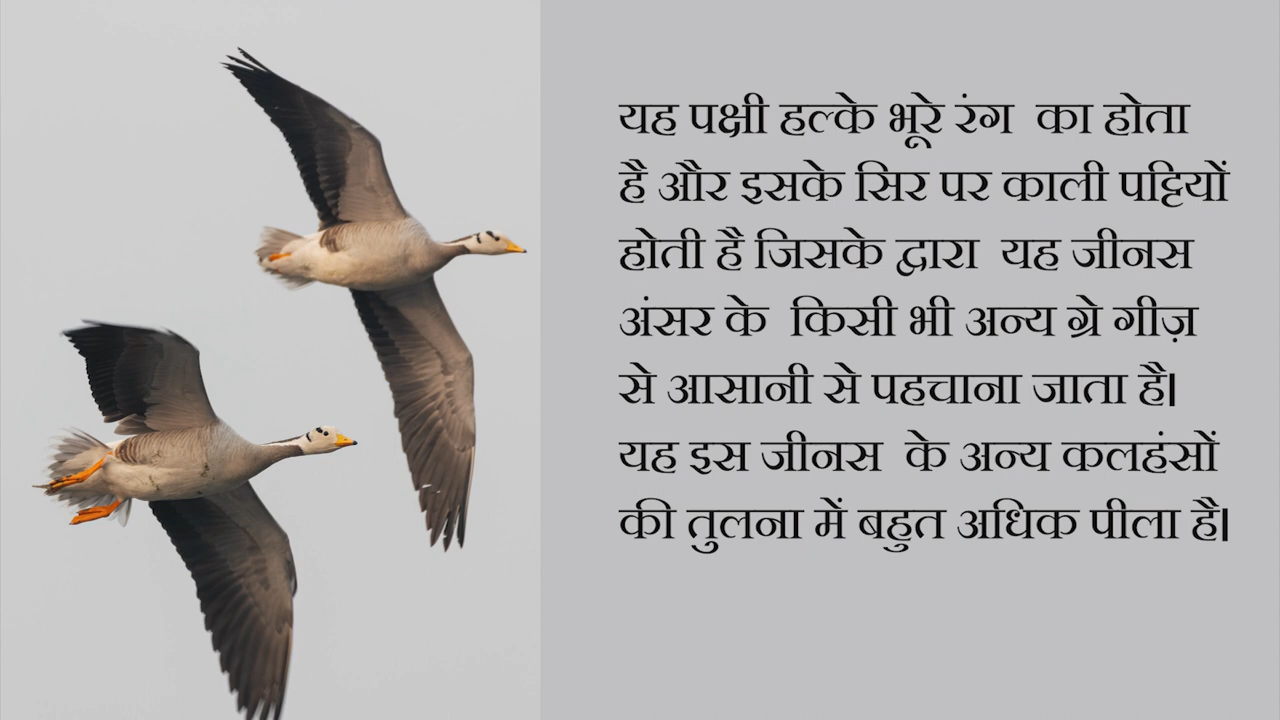 यह पक्षी हल्के भूरे रंग का होता
है और इसके सिर पर काली पट्टियों
होती है जिसके द्वारा यह जीनस
अंसर के किसी भी अन्य ग्रे गीज़
से आसानी से पहचाना जाता है।
यह इस जीनस के अन्य कलहंसों
की तुलना में बहुत अधिक पीला है।